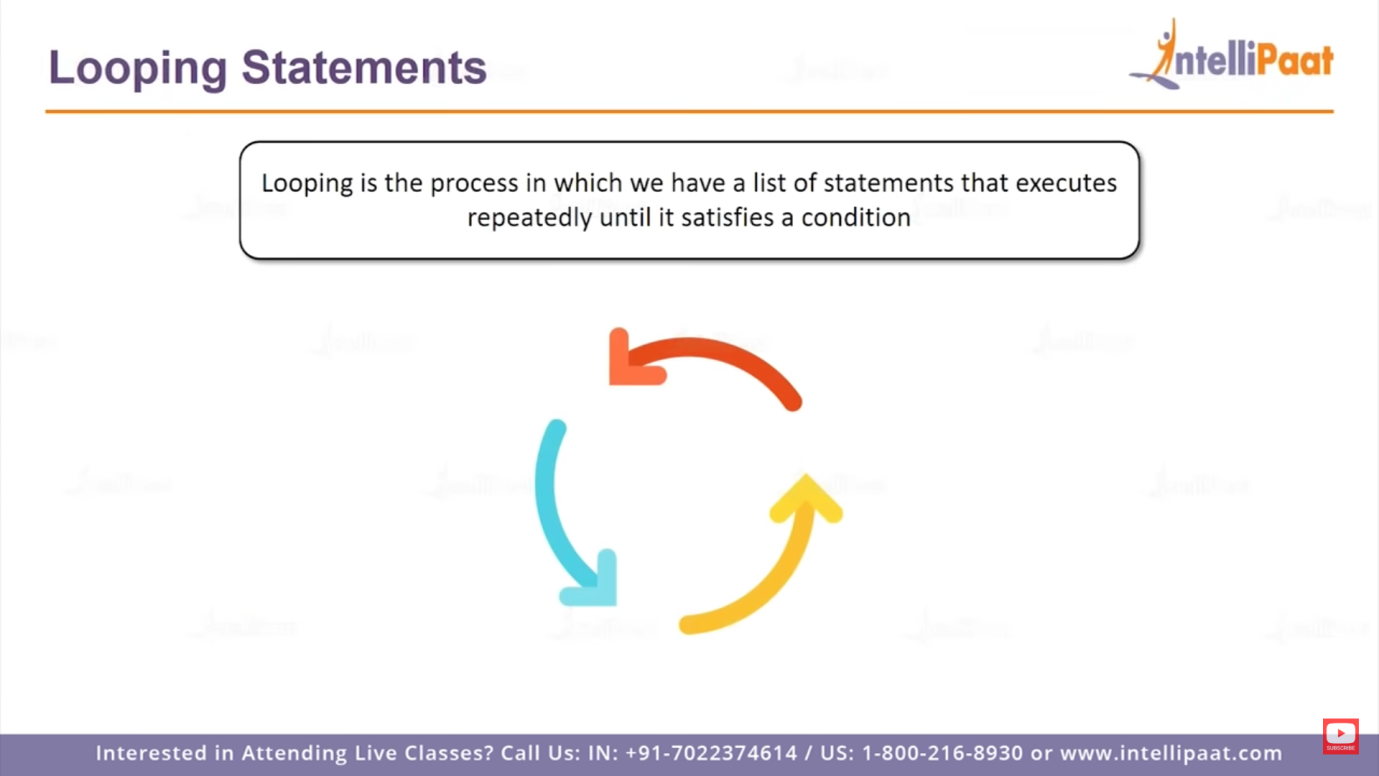 Looping Statements
IntelliPaat
Looping is the process in which we have a list of statements that executes
repeatedly until it satisfies a condition
Interested in Attending Live Classes? Call Us: IN: +91-7022374614 / US: 1-800-216-8930 or www.intellipaat.com
SUBSCRIBE